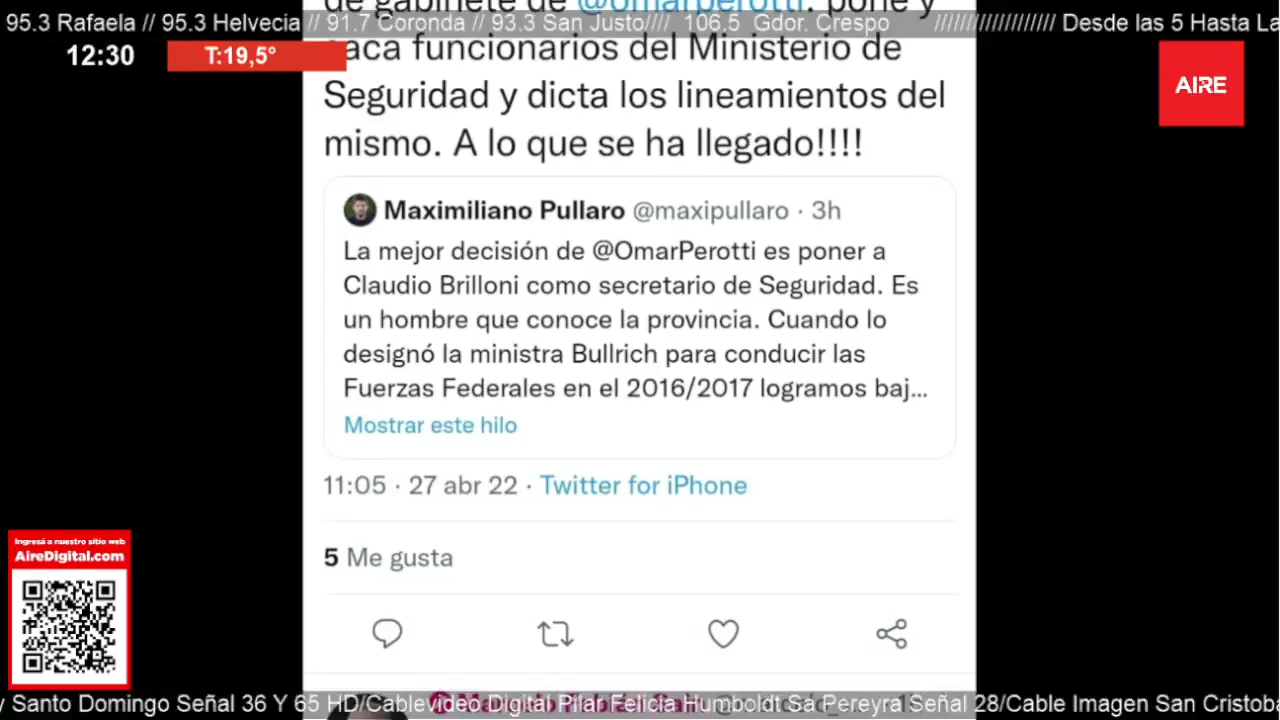 de gabinete de @omarperotti, pone y
95.3 Rafaela // 95.3 Helvecia // 91.7 Coronda // 93.3 San Justo//// 106,5 Gdor. Crespo //////////////////// Desde las 5 Hasta La
12:30
T:19,5°
saca funcionarios del Ministerio de
AIRE
Seguridad y dicta los lineamientos del
mismo. A lo que se ha llegado!!!!
Maximiliano Pullaro @maxipullaro · 3h
La mejor decisión de @OmarPerotti es poner a
Claudio Brilloni como secretario de Seguridad. Es
un hombre que conoce la provincia. Cuando lo
designó la ministra Bullrich para conducir las
Fuerzas Federales en el 2016/2017 logramos baj...
Mostrar este hilo
11:05 · 27 abr 22 · Twitter for iPhone
5 Me gusta
Ingresá a nuestro sitio web
AireDigital.com
y Santo Domingo Señal 36 Y 65 HD/Cablevideo Digital Pilar Felicia Humboldt Sa Pereyra Señal 28/Cable Imagen San Cristoba